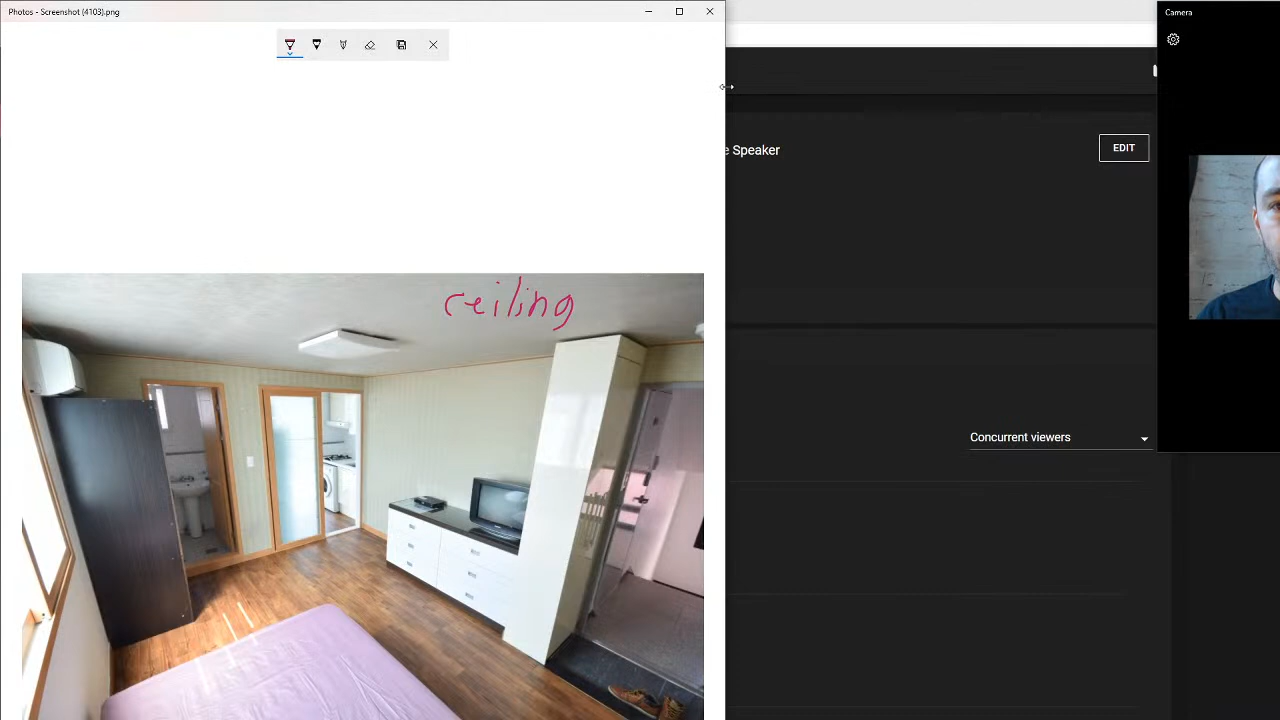 Photos - Screenshot (4103).png
Camera
e Speaker
EDIT
ceiling
Concurrent viewers